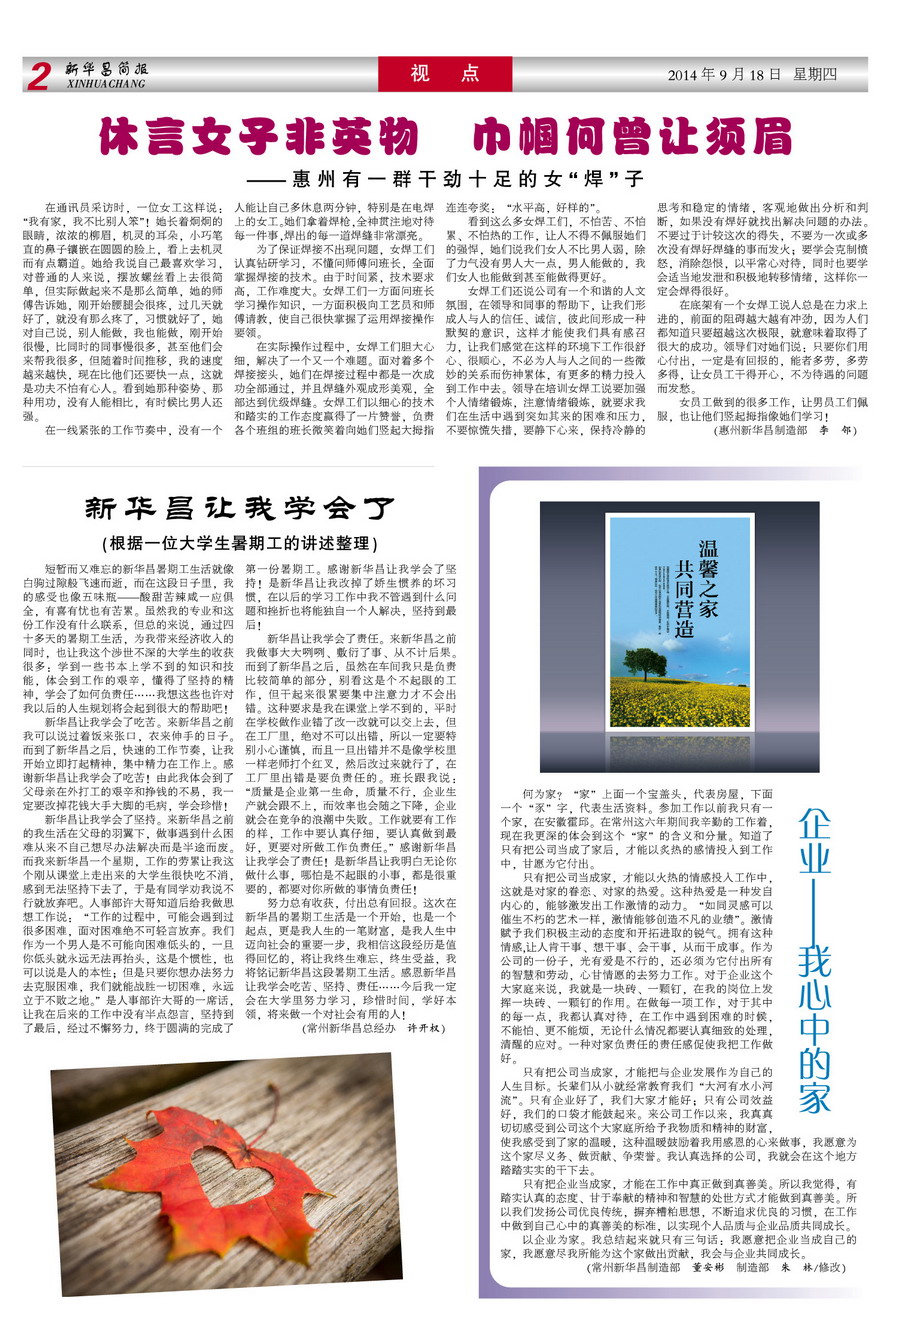 2
新华昌简报
XINHUACHANG
视 点
2014 年 9 月 18 日 星期四
休言女子非英物 巾帼何曾让须眉
——惠州有一群干劲十足的女“焊”子
在通讯员采访时，一位女工这样说：
“我有家，我不比别人笨”！她长着炯炯的
眼睛，浓浓的柳眉，机灵的耳朵，小巧笔
直的鼻子镶嵌在圆圆的脸上，看上去机灵
而有点霸道。她给我说自己最喜欢学习，
对普通的人来说，摆放螺丝看上去很简
单，但实际做起来不是那么简单，她的师
傅告诉她，刚开始腰腿会很疼，过几天就
好了，就没有那么疼了，习惯就好了，她
对自己说，别人能做，我也能做，刚开始
很慢，比同时的同事慢很多，甚至他们会
来帮我很多，但随着时间推移，我的速度
越来越快，现在比他们还要快一点，这就
是功夫不怕有心人。看到她那种姿势、那
种用功，没有人能相比，有时候比男人还
强。
在一线紧张的工作节奏中，没有一个
人能让自己多休息两分钟，特别是在电焊
上的女工。她们拿着焊枪，全神贯注地对待
每一件事，焊出的每一道焊缝非常漂亮。
为了保证焊接不出现问题，女焊工们
认真钻研学习，不懂问师傅问班长，全面
掌握焊接的技术。由于时间紧，技术要求
高，工作难度大。女焊工们一方面问班长
学习操作知识，一方面积极向工艺员和师
傅请教，使自己很快掌握了运用焊接操作
要领。
在实际操作过程中，女焊工们胆大心
细，解决了一个又一个难题。面对着多个
焊接接头，她们在焊接过程中都是一次成
功全部通过，并且焊缝外观成形美观，全
部达到优级焊缝。女焊工们以细心的技术
和踏实的工作态度赢得了一片赞誉，负责
各个班组的班长微笑着向她们竖起大拇指
连连夸奖：“水平高，好样的”。
看到这么多女焊工们，不怕苦、不怕
累、不怕热的工作，让人不得不佩服她们
的强悍，她们说我们女人不比男人弱，除
了力气没有男人大一点，男人能做的，我
们女人也能做到甚至能做得更好。
女焊工们还说公司有一个和谐的人文
氛围，在领导和同事的帮助下，让我们形
成人与人的信任、诚信，彼此间形成一种
默契的意识，这样才能使我们具有感召
力，让我们感觉在这样的环境下工作很舒
心、很顺心，不必为人与人之间的一些微
妙的关系而伤神累体，有更多的精力投入
到工作中去。领导在培训女焊工说要加强
个人情绪锻炼，注意情绪锻炼，就要求我
们在生活中遇到突如其来的困难和压力，
不要惊慌失措，要静下心来，保持冷静的
思考和稳定的情绪，客观地做出分析和判
断，如果没有焊好就找出解决问题的办法。
不要过于计较这次的得失，不要为一次或多
次没有焊好焊缝的事而发火；要学会克制愤
怒，消除怨恨，以平常心对待，同时也要学
会适当地发泄和积极地转移情绪，这样你一
定会焊得很好。
在底架有一个女焊工说人总是在力求上
进的，前面的阻碍越大越有冲劲，因为人们
都知道只要超越这次极限，就意味着取得了
很大的成功。领导们对她们说；只要你们用
心付出，一定是有回报的，能者多劳，多劳
多得，让女员工干得开心，不为待遇的问题
而发愁。
女员工做到的很多工作，让男员工们佩
服，也让他们竖起拇指像她们学习！
（惠州新华昌制造部 李 邻）
新华昌让我学会了
（根据一位大学生暑期工的讲述整理）
短暂而又难忘的新华昌暑期工生活就像
白驹过隙般飞速而逝，而在这段日子里，我
的感受也像五味瓶——酸甜苦辣咸一应俱
全，有喜有忧也有苦累。虽然我的专业和这
份工作没有什么联系，但总的来说，通过四
十多天的暑期工生活，为我带来经济收入的
同时，也让我这个涉世不深的大学生的收获
很多：学到一些书本上学不到的知识和技
能，体会到工作的艰辛，懂得了坚持的精
神，学会了如何负责任……我想这些也许对
我以后的人生规划将会起到很大的帮助吧！
新华昌让我学会了吃苦。来新华昌之前
我可以说过着饭来张口，衣来伸手的日子。
而到了新华昌之后，快速的工作节奏，让我
开始立即打起精神，集中精力在工作上。感
谢新华昌让我学会了吃苦！由此我体会到了
父母亲在外打工的艰辛和挣钱的不易，我一
定要改掉花钱大手大脚的毛病，学会珍惜！
新华昌让我学会了坚持。来新华昌之前
的我生活在父母的羽翼下，做事遇到什么困
难从来不自己想尽办法解决而是半途而废。
而我来新华昌一个星期，工作的劳累让我这
个刚从课堂上走出来的大学生很快吃不消，
感到无法坚持下去了，于是有同学劝我说不
行就放弃吧。人事部许大哥知道后给我做思
想工作说：“工作的过程中，可能会遇到过
很多困难，面对困难绝不可轻言放弃。我们
作为一个男人是不可能向困难低头的，一旦
你低头就永远无法再抬头，这是个惯性，也
可以说是人的本性；但是只要你想办法努力
去克服困难，我们就能战胜一切困难，永远
立于不败之地。”是人事部许大哥的一席话，
让我在后来的工作中没有半点怨言，坚持到
了最后，经过不懈努力，终于圆满的完成了
第一份暑期工。感谢新华昌让我学会了坚
持！是新华昌让我改掉了娇生惯养的坏习
惯，在以后的学习工作中我不管遇到什么问
题和挫折也将能独自一个人解决，坚持到最
后！
新华昌让我学会了责任。来新华昌之前
我做事大大咧咧、敷衍了事、从不计后果。
而到了新华昌之后，虽然在车间我只是负责
比较简单的部分，别看这是个不起眼的工
作，但干起来很累要集中注意力才不会出
错。这种要求是我在课堂上学不到的，平时
在学校做作业错了改一改就可以交上去，但
在工厂里，绝对不可以出错，所以一定要特
别小心谨慎，而且一旦出错并不是像学校里
一样老师打个红叉，然后改过来就行了，在
工厂里出错是要负责任的。班长跟我说：
“质量是企业第一生命，质量不行，企业生
产就会跟不上，而效率也会随之下降，企业
就会在竞争的浪潮中失败。工作就要有工作
的样，工作中要认真仔细，要认真做到最
好，更要对所做工作负责任。”感谢新华昌
让我学会了责任！是新华昌让我明白无论你
做什么事，哪怕是不起眼的小事，都是很重
要的，都要对你所做的事情负责任！
努力总有收获，付出总有回报。这次在
新华昌的暑期工生活是一个开始，也是一个
起点，更是我人生的一笔财富，是我人生中
迈向社会的重要一步，我相信这段经历是值
得回忆的，将让我终生难忘，终生受益，我
将铭记新华昌这段暑期工生活。感恩新华昌
让我学会吃苦、坚持、责任……今后我一定
会在大学里努力学习，珍惜时间，学好本
领，将来做一个对社会有用的人！
（常州新华昌总经办 许开权）
温馨之家
共同营造
企业——我心中的家
何为家？“家”上面一个宝盖头，代表房屋，下面
一个“豕”字，代表生活资料。参加工作以前我只有一
个家，在安徽霍邱。在常州这六年期间我辛勤的工作着，
现在我更深的体会到这个“家”的含义和分量。知道了
只有把公司当成了家后，才能以炙热的感情投入到工作
中，甘愿为它付出。
只有把公司当成家，才能以火热的情感投入工作中，
这就是对家的眷恋、对家的热爱。这种热爱是一种发自
内心的，能够激发出工作激情的动力。“如同灵感可以
催生不朽的艺术一样，激情能够创造不凡的业绩”。激情
赋予我们积极主动的态度和开拓进取的锐气。拥有这种
情感，让人肯干事、想干事、会干事，从而干成事。作为
公司的一份子，光有爱是不行的，还必须为它付出所有
的智慧和劳动，心甘情愿的去努力工作。对于企业这个
大家庭来说，我就是一块砖、一颗钉，在我的岗位上发
挥一块砖、一颗钉的作用。在做每一项工作，对于其中
的每一点，我都认真对待，在工作中遇到困难的时候，
不能怕、更不能烦，无论什么情况都要认真细致的处理，
清醒的应对。一种对家负责任的责任感促使我把工作做
好。
只有把公司当成家，才能把与企业发展作为自己的
人生目标。长辈们从小就经常教育我们“大河有水小河
流”。只有企业好了，我们大家才能好；只有公司效益
好，我们的口袋才能鼓起来。来公司工作以来，我真真
切切感受到公司这个大家庭所给予我物质和精神的财富，
使我感受到了家的温暖，这种温暖鼓励着我用感恩的心来做事，我愿意为
这个家尽义务、做贡献、争荣誉。我认真选择的公司，我就会在这个地方
踏踏实实的干下去。
只有把企业当成家，才能在工作中真正做到真善美。所以我觉得，有
踏实认真的态度、甘于奉献的精神和智慧的处世方式才能做到真善美。所
以我们发扬公司优良传统，摒弃糟粕思想，不断追求优良的习惯，在工作
中做到自己心中的真善美的标准，以实现个人品质与企业品质共同成长。
以企业为家。我总结起来就只有三句话：我愿意把企业当成自己的
家，我愿意尽我所能为这个家做出贡献，我会与企业共同成长。
（常州新华昌制造部 董安彬 制造部 朱 林/修改）